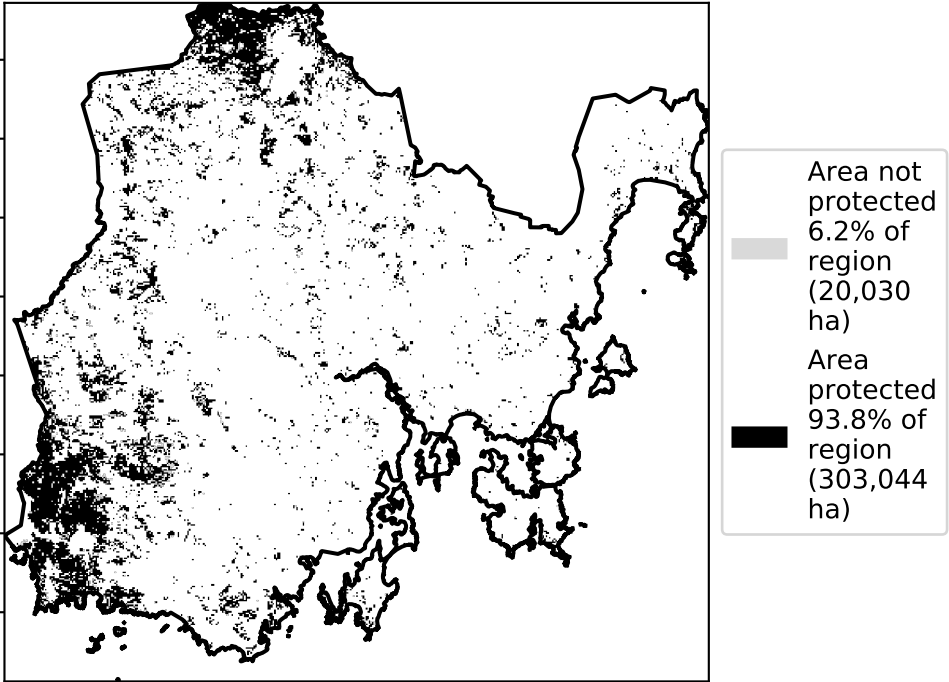 Area not
protected
6.2% of
region
(20,030
ha)
Area
protected
93.8% of
region
(303,044
ha)